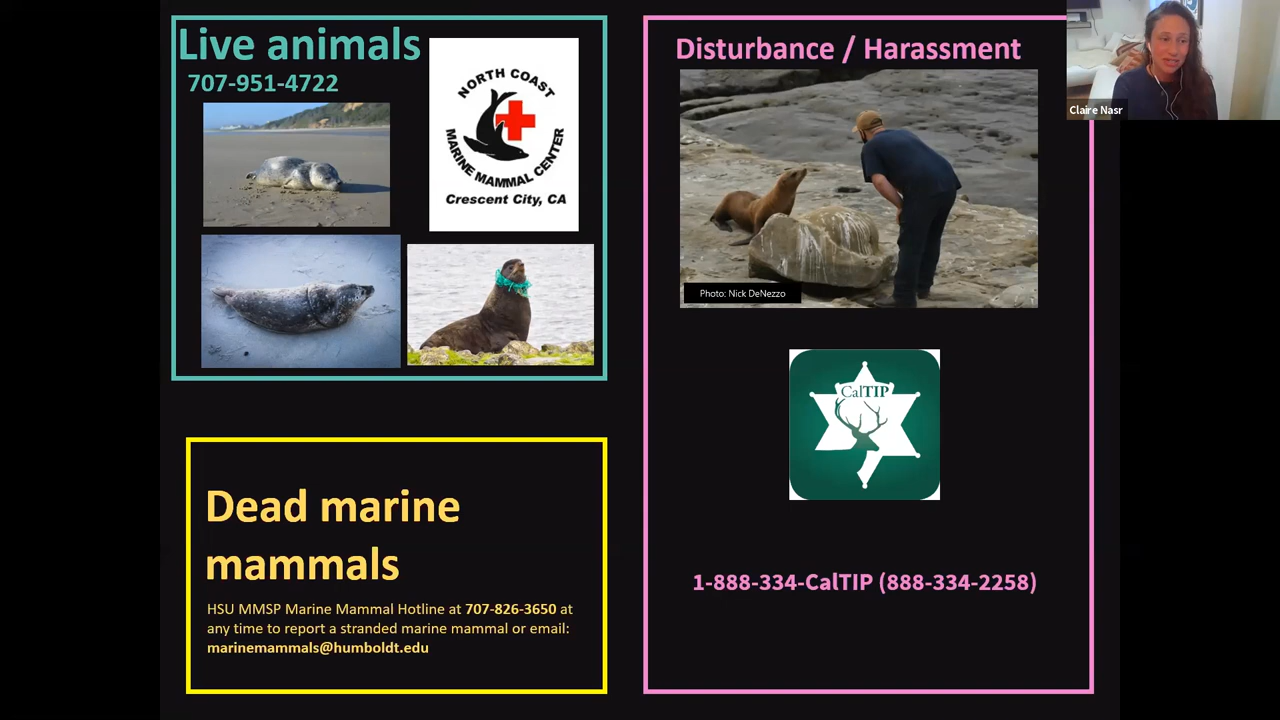 Live animals
707-951-4722
NORTH COAST
MARINE MAMMAL CENTER
Crescent City, CA
Dead marine
mammals
HSU MMSP Marine Mammal Hotline at 707-826-3650 at
any time to report a stranded marine mammal or email:
marinemammals@humboldt.edu
Disturbance / Harassment
Photo: Nick DeNezzo
CalTIP
1-888-334-CalTIP (888-334-2258)
Claire Nasr